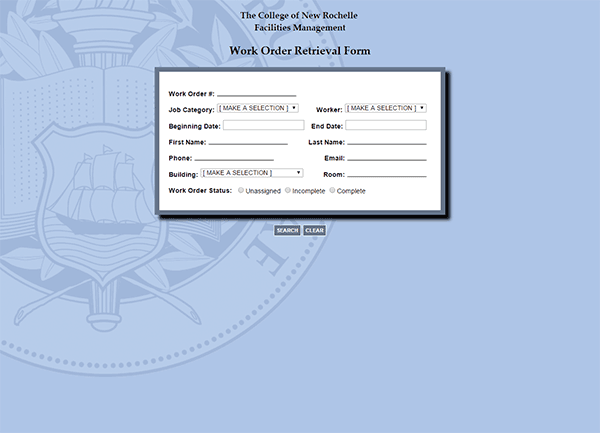 The College of New Rochelle
Facilities Management
Work Order Retrieval Form
Work Order #:
Job Category: [ MAKE A SELECTION ] Worker: [ MAKE A SELECTION ]
Beginning Date: End Date:
First Name: Last Name:
Phone: Email:
Building: [ MAKE A SELECTION ] Room:
Work Order Status: Unassigned Incomplete Complete
SEARCH CLEAR